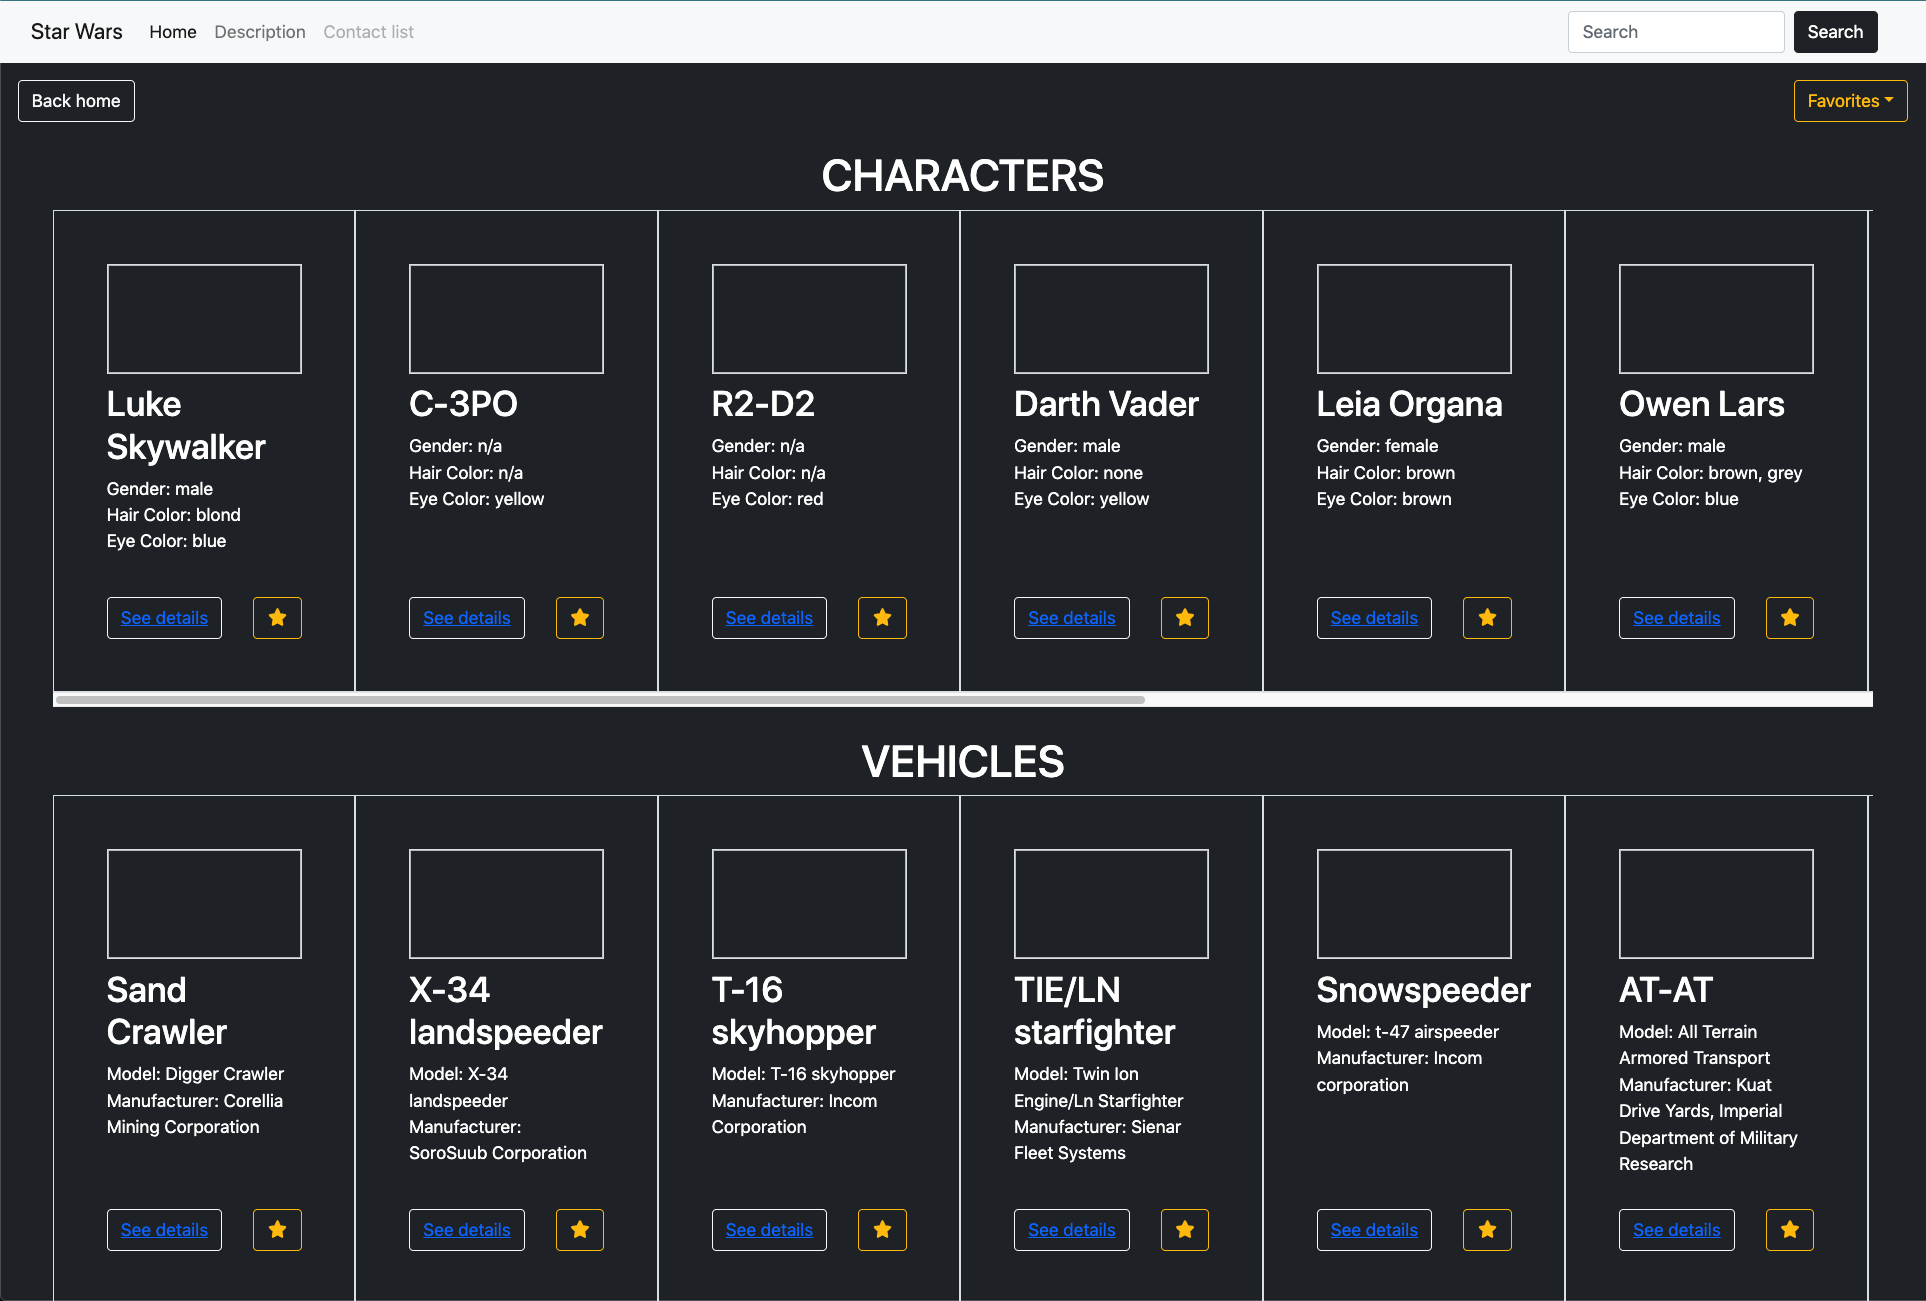 Star Wars Home Description Contact list Search Search
Back home Favorites
CHARACTERS
Luke
Skywalker
Gender: male
Hair Color: blond
Eye Color: blue
See details
C-3PO
Gender: n/a
Hair Color: n/a
Eye Color: yellow
See details
R2-D2
Gender: n/a
Hair Color: n/a
Eye Color: red
See details
Darth Vader
Gender: male
Hair Color: none
Eye Color: yellow
See details
Leia Organa
Gender: female
Hair Color: brown
Eye Color: brown
See details
Owen Lars
Gender: male
Hair Color: brown, grey
Eye Color: blue
See details
VEHICLES
Sand
Crawler
Model: Digger Crawler
Manufacturer: Corellia
Mining Corporation
See details
X-34
landspeeder
Model: X-34
landspeeder
Manufacturer:
SoroSuub Corporation
See details
T-16
skyhopper
Model: T-16 skyhopper
Manufacturer: Incom
Corporation
See details
TIE/LN
starfighter
Model: Twin Ion
Engine/Ln Starfighter
Manufacturer: Sienar
Fleet Systems
See details
Snowspeeder
Model: t-47 airspeeder
Manufacturer: Incom
corporation
See details
AT-AT
Model: All Terrain
Armored Transport
Manufacturer: Kuat
Drive Yards, Imperial
Department of Military
Research
See details